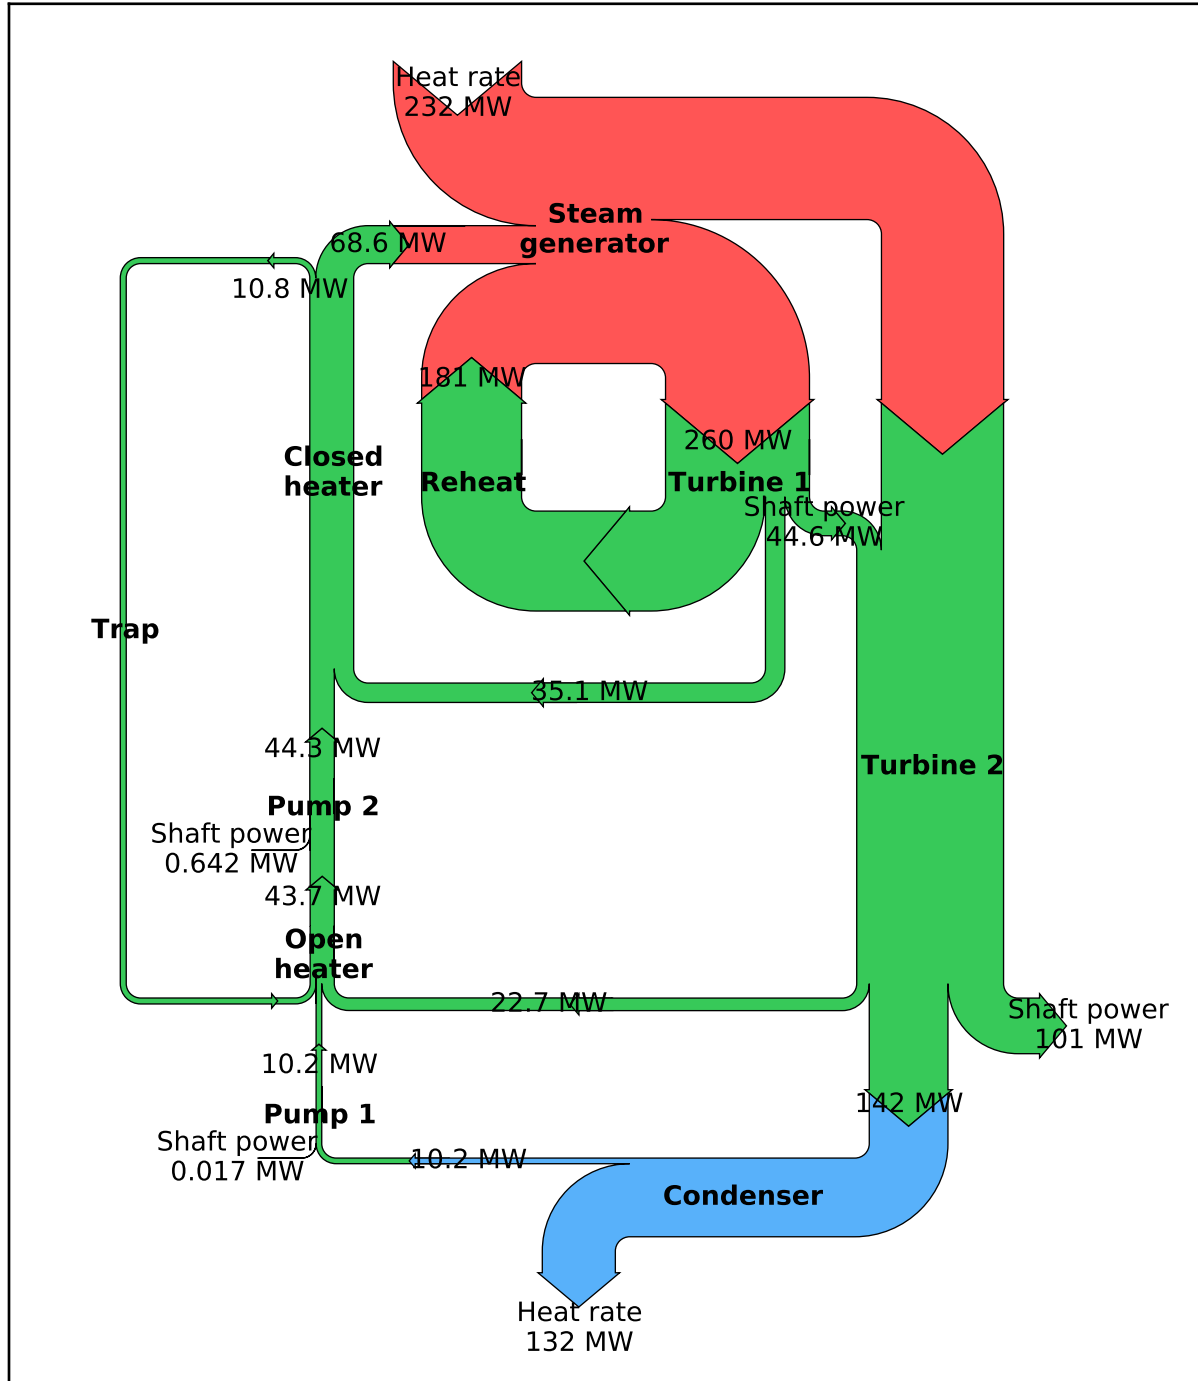 Heat rate
232 MW
Steam
generator
68.6 MW
10.8 MW
181 MW
260 MW
Closed
heater
Reheat
Turbine 1
Shaft power
44.6 MW
Trap
35.1 MW
44.3 MW
Turbine 2
Pump 2
Shaft power
0.642 MW
43.7 MW
Open
heater
22.7 MW
Shaft power
101 MW
10.2 MW
142 MW
Pump 1
Shaft power
0.017 MW
10.2 MW
Condenser
Heat rate
132 MW